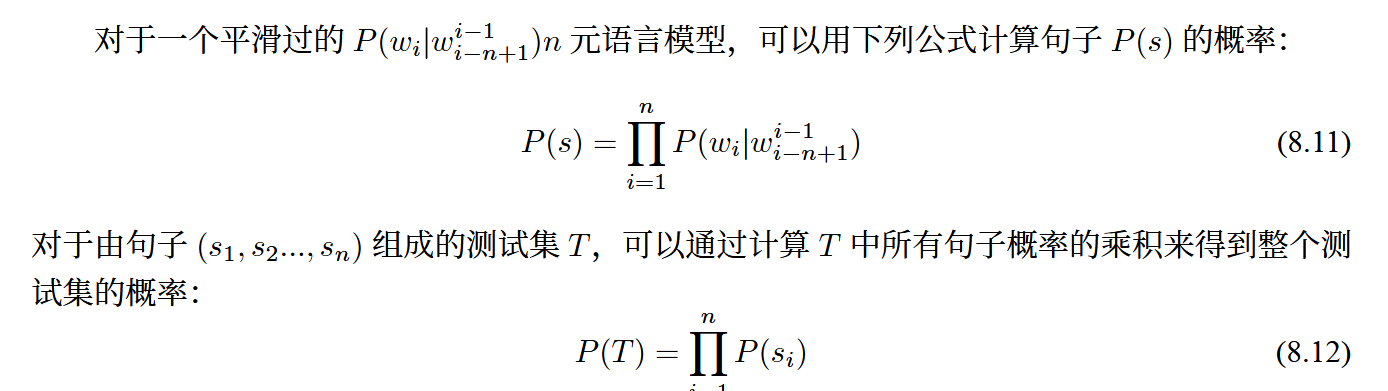 对于一个平滑过的 $P(w_i|w_{i-n+1}^{i-1})n$ 元语言模型，可以用下列公式计算句子 $P(s)$ 的概率：
$P(s) = \prod_{i=1}^{n} P(w_i|w_{i-n+1}^{i-1})$ (8.11)
对于由句子 $(s_1, s_2..., s_n)$ 组成的测试集 $T$，可以通过计算 $T$ 中所有句子概率的乘积来得到整个测
试集的概率：
$P(T) = \prod_{i=1}^{n} P(s_i)$ (8.12)